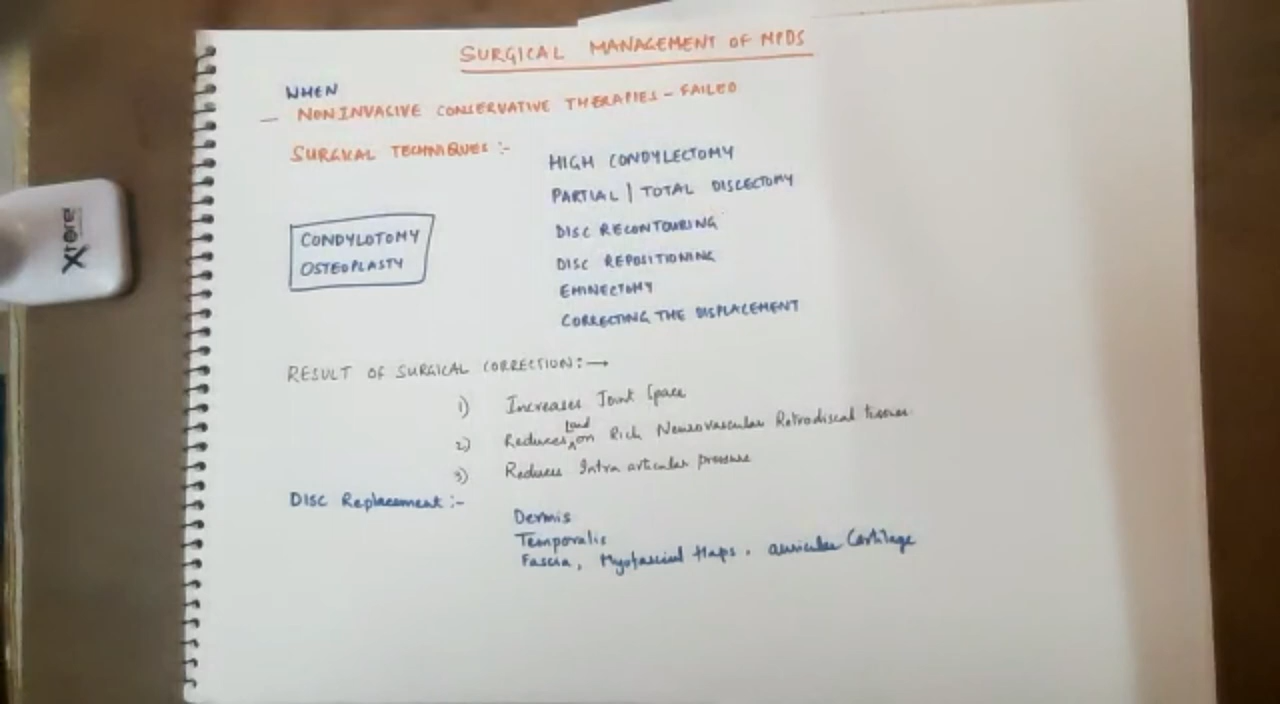 SURGICAL MANAGEMENT OF MPDS
WHEN
— NONINVASIVE CONSERVATIVE THERAPIES - FAILED
SURGICAL TECHNIQUES :-
HIGH CONDYLECTOMY
PARTIAL | TOTAL DISCECTOMY
DISC RECONTOURING
DISC REPOSITIONING
EMINECTOMY
CORRECTING THE DISPLACEMENT
CONDYLOTOMY
OSTEOPLASTY
RESULT OF SURGICAL CORRECTION :→
1) Increases Joint Space
2) Reduces load on Rich Neurovascular Retrodiscal tissues
3) Reduces Intra articular pressure
DISC Replacement :-
Dermis
Temporalis
Fascia, Myofascial flaps. auricular Cartilage
Xtore